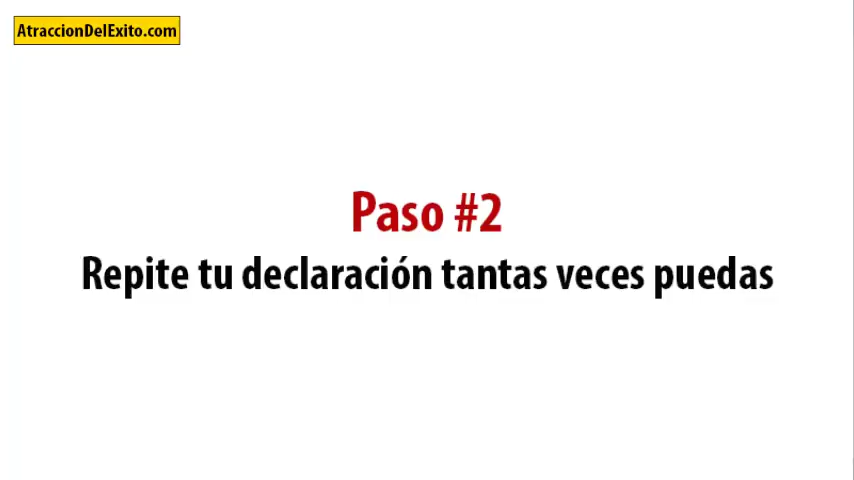 AtraccionDelExito.com
Paso #2
Repite tu declaración tantas veces puedas